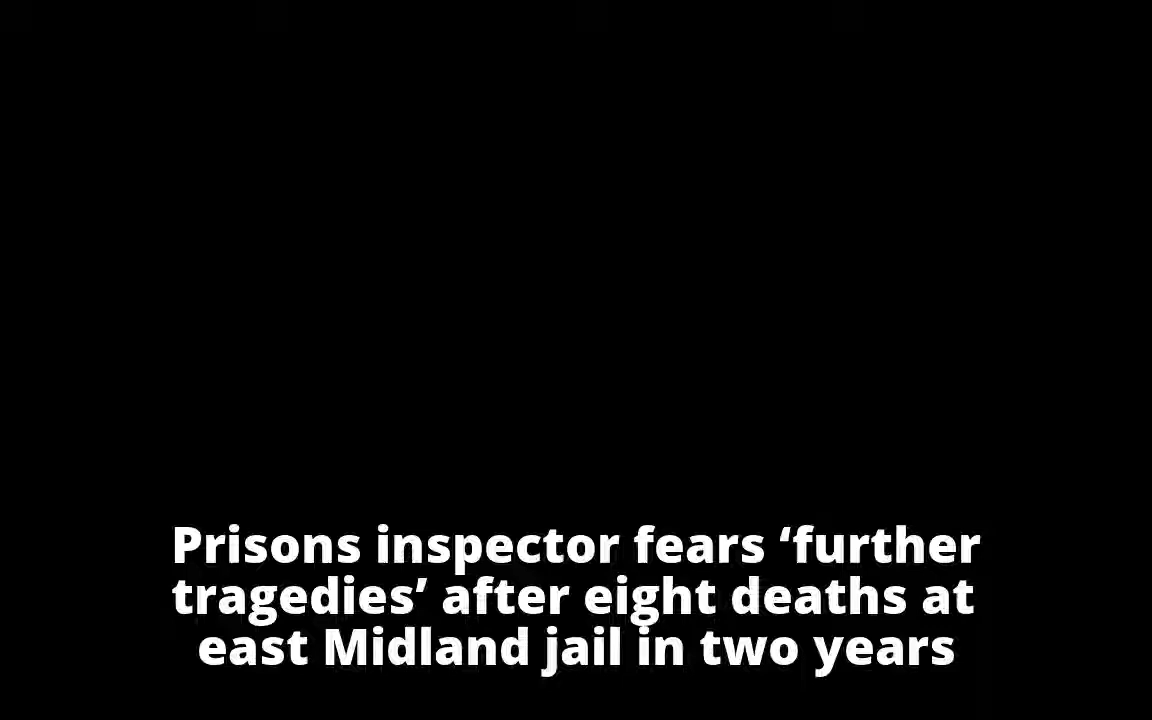 Prisons inspector fears ‘further
tragedies’ after eight deaths at
east Midland jail in two years